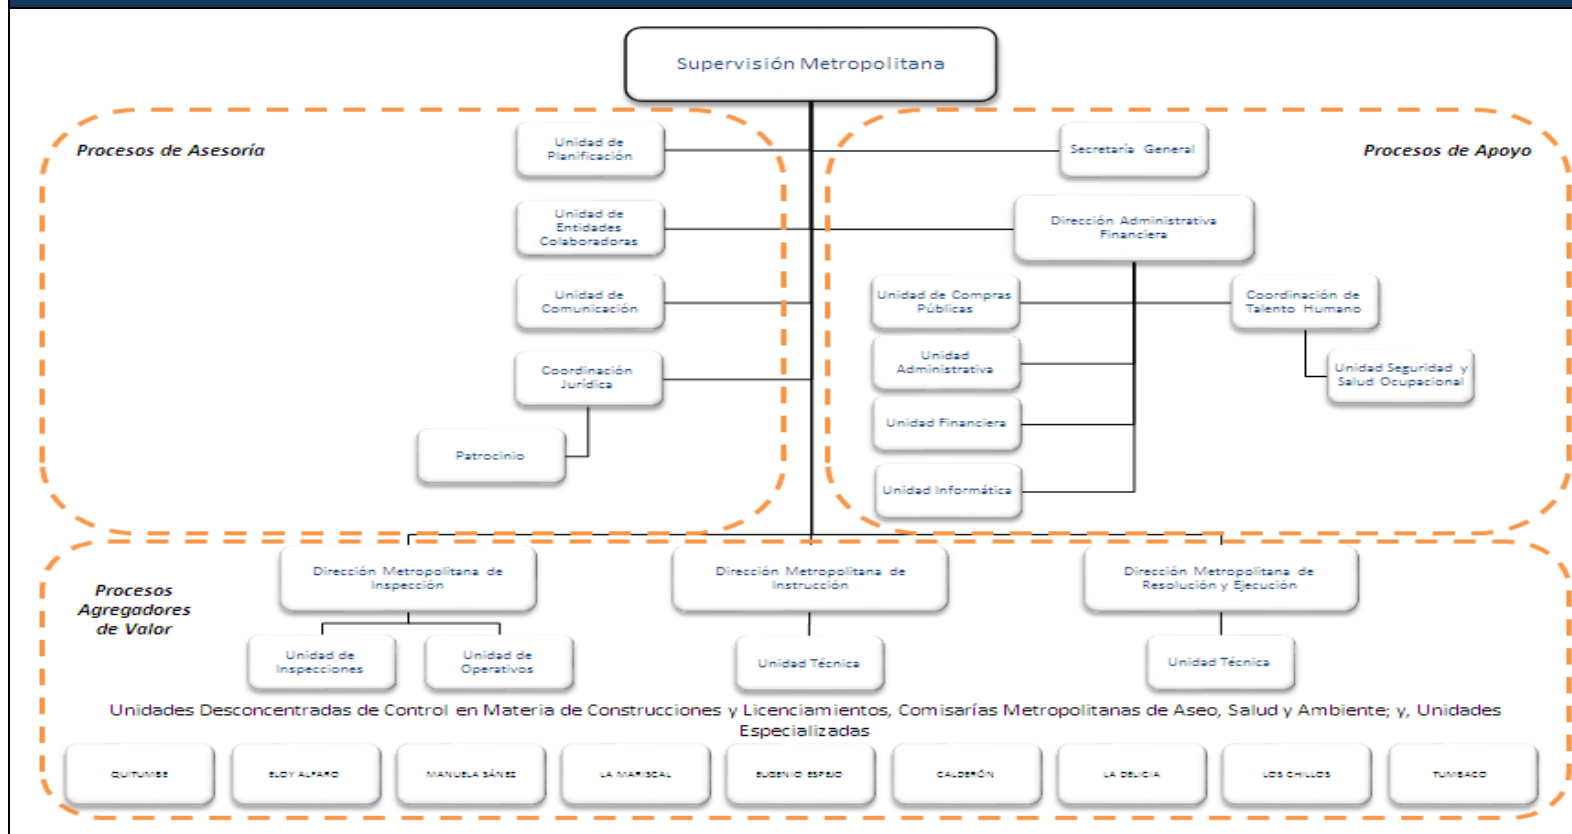 Supervisión Metropolitana
Procesos de Asesoría
Unidad de
Planificación
Unidad de
Entidades
Colaboradoras
Unidad de
Comunicación
Coordinación
Jurídica
Patrocinio
Procesos de Apoyo
Secretaría General
Dirección Administrativa
Financiera
Unidad de Compras
Públicas
Unidad
Administrativa
Unidad Financiera
Unidad Informática
Coordinación de
Talento Humano
Unidad Seguridad y
Salud Ocupacional
Procesos
Agregadores
de Valor
Dirección Metropolitana de
Inspección
Unidad de
Inspecciones
Unidad de
Operativos
Dirección Metropolitana de
Instrucción
Unidad Técnica
Dirección Metropolitana de
Resolución y Ejecución
Unidad Técnica
Unidades Desconcentradas de Control en Materia de Construcciones y Licenciamientos, Comisarías Metropolitanas de Aseo, Salud y Ambiente; y, Unidades
Especializadas
QUITUMBE
ELOY ALFARO
MANUELA SÁNEZ
LA MARISCAL
EUGENIO ESPEJO
CALDERÓN
LA DELICIA
LOS CHILLOS
TUMBACO